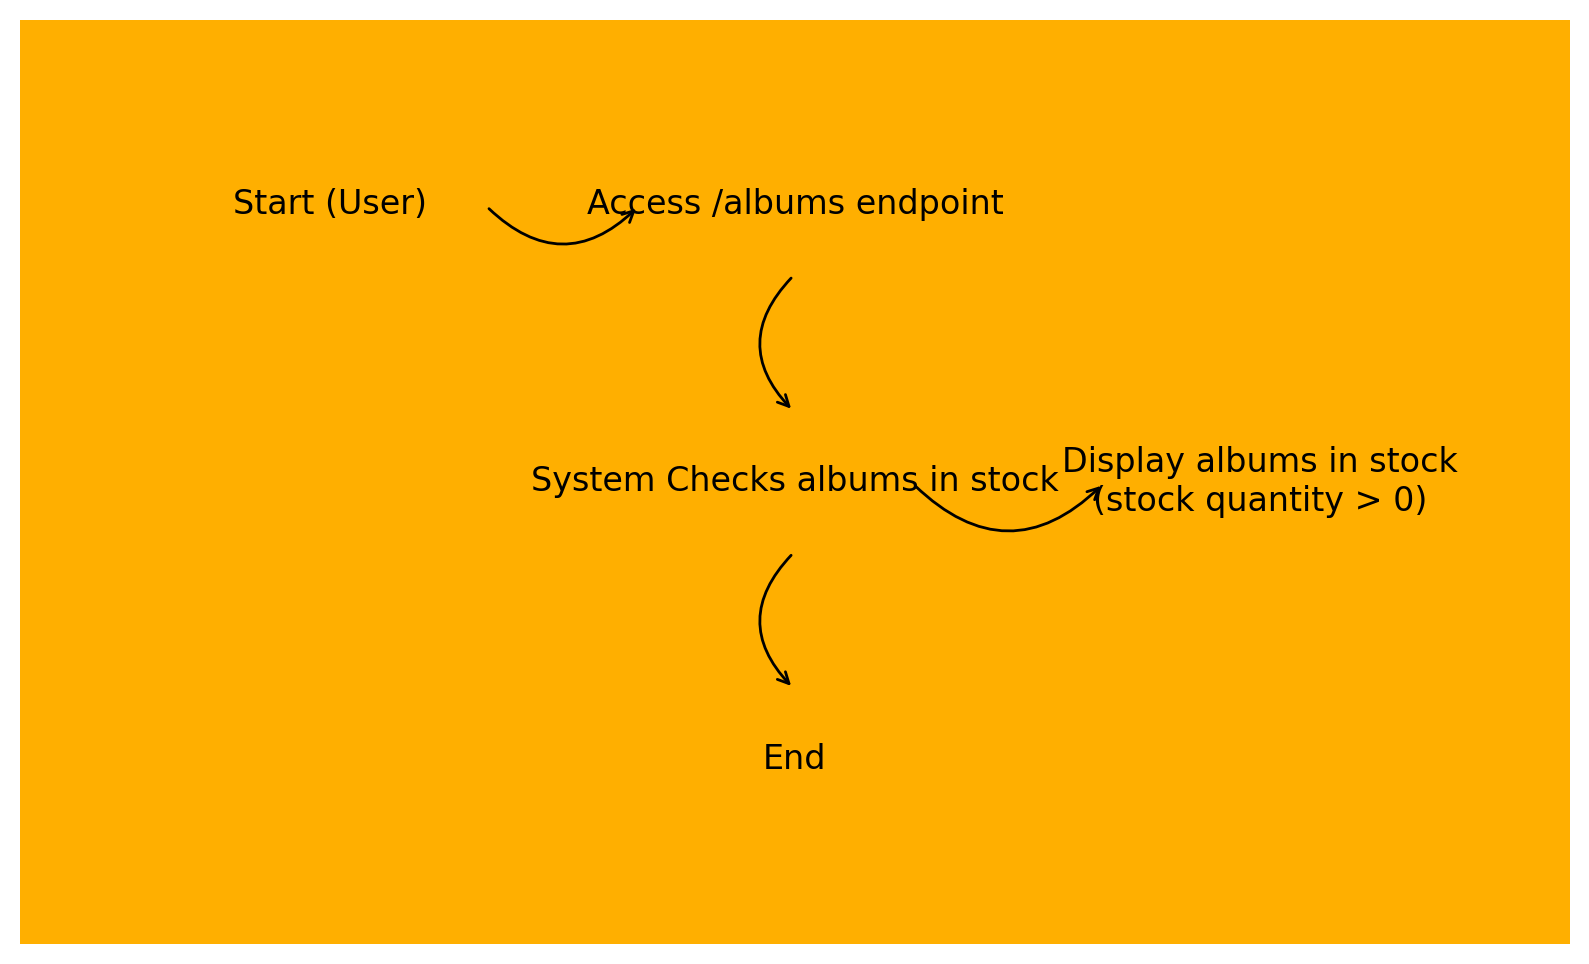 Start (User)
Access /albums endpoint
System Checks albums in stock
Display albums in stock
(stock quantity > 0)
End